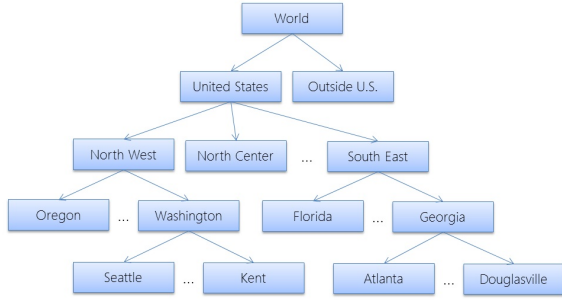 World
United States
Outside U.S.
North West
North Center
...
South East
Oregon
...
Washington
Florida
...
Georgia
Seattle
...
Kent
Atlanta
...
Douglasville